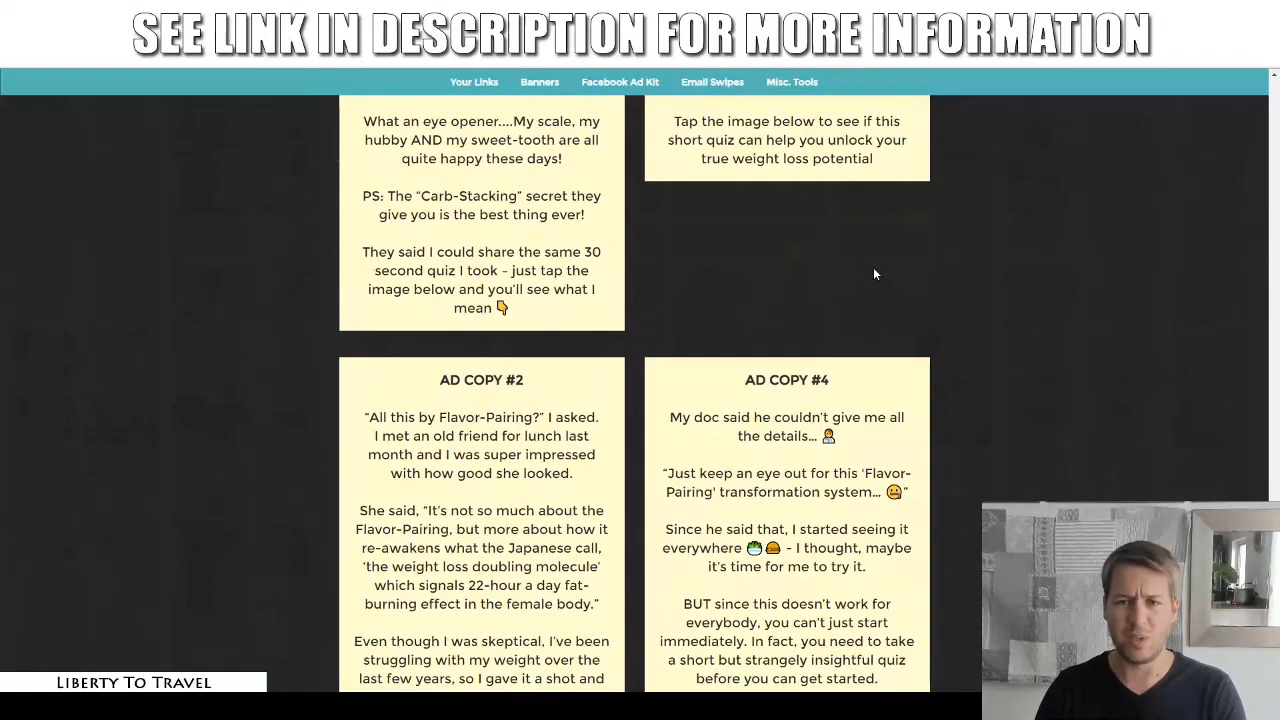 SEE LINK IN DESCRIPTION FOR MORE INFORMATION
Your Links Banners Facebook Ad Kit Email Swipes Misc. Tools
What an eye opener....My scale, my
hubby AND my sweet-tooth are all
quite happy these days!
PS: The “Carb-Stacking” secret they
give you is the best thing ever!
They said I could share the same 30
second quiz I took - just tap the
image below and you’ll see what I
mean 👇
Tap the image below to see if this
short quiz can help you unlock your
true weight loss potential
AD COPY #2
“All this by Flavor-Pairing?” I asked.
I met an old friend for lunch last
month and I was super impressed
with how good she looked.
She said, “It’s not so much about the
Flavor-Pairing, but more about how it
re-awakens what the Japanese call,
‘the weight loss doubling molecule’
which signals 22-hour a day fat-
burning effect in the female body.”
Even though I was skeptical, I’ve been
struggling with my weight over the
last few years, so I gave it a shot and
AD COPY #4
My doc said he couldn’t give me all
the details… 👨‍⚕️
“Just keep an eye out for this 'Flavor-
Pairing' transformation system… 🤐”
Since he said that, I started seeing it
everywhere 🥗🍔 - I thought, maybe
it’s time for me to try it.
BUT since this doesn’t work for
everybody, you can’t just start
immediately. In fact, you need to take
a short but strangely insightful quiz
before you can get started.
LIBERTY TO TRAVEL